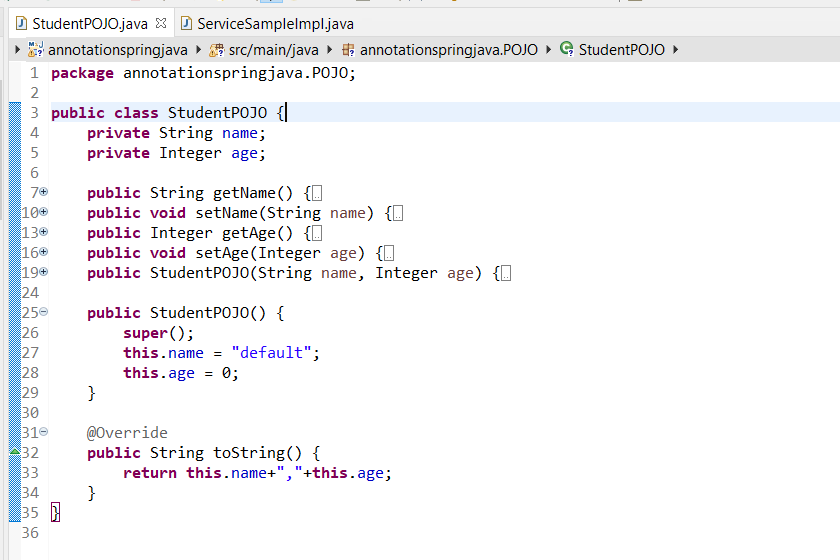 StudentPOJO.java ServiceSampleImpl.java
annotationspringjava src/main/java annotationspringjava.POJO StudentPOJO
1 package annotationspringjava.POJO;
2
3 public class StudentPOJO {
4     private String name;
5     private Integer age;
6
7     public String getName() {
10     public void setName(String name) {
13     public Integer getAge() {
16     public void setAge(Integer age) {
19     public StudentPOJO(String name, Integer age) {
24
25     public StudentPOJO() {
26         super();
27         this.name = "default";
28         this.age = 0;
29     }
30
31     @Override
32     public String toString() {
33         return this.name+","+this.age;
34     }
35 }
36